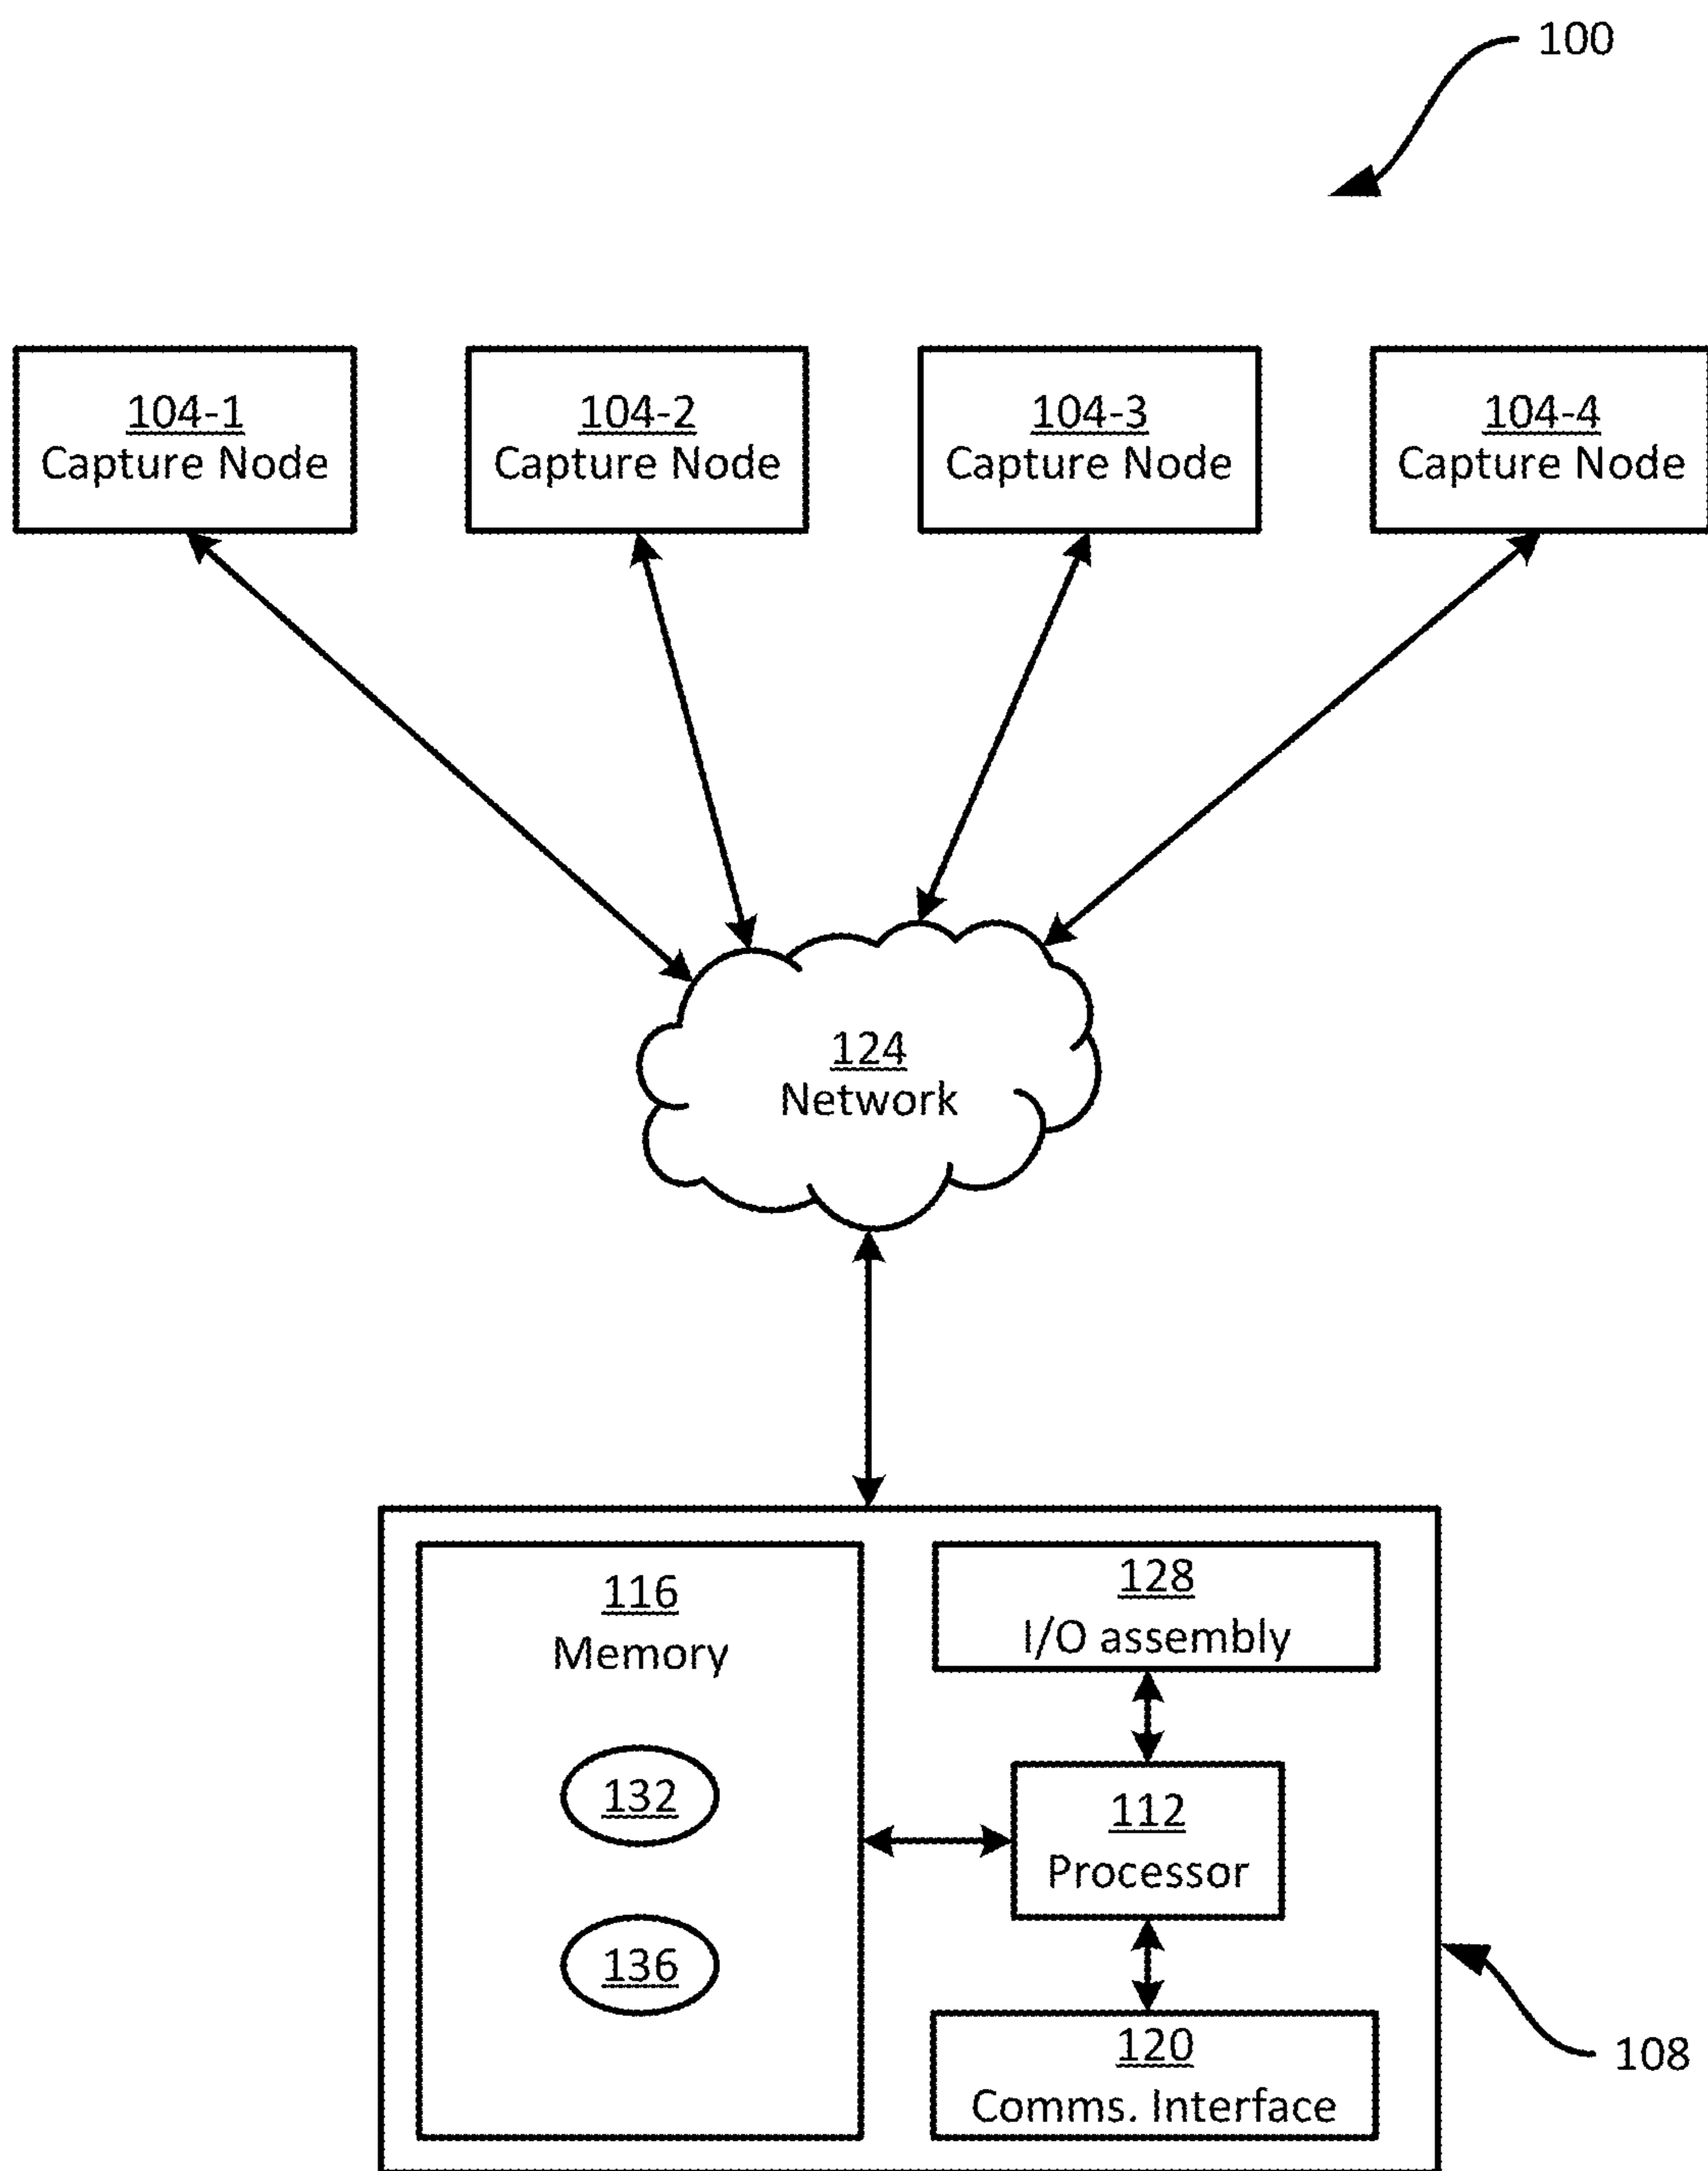 100
104-1
Capture Node
104-2
Capture Node
104-3
Capture Node
104-4
Capture Node
124
Network
116
Memory
132
136
128
I/O assembly
112
Processor
120
Comms. Interface
108